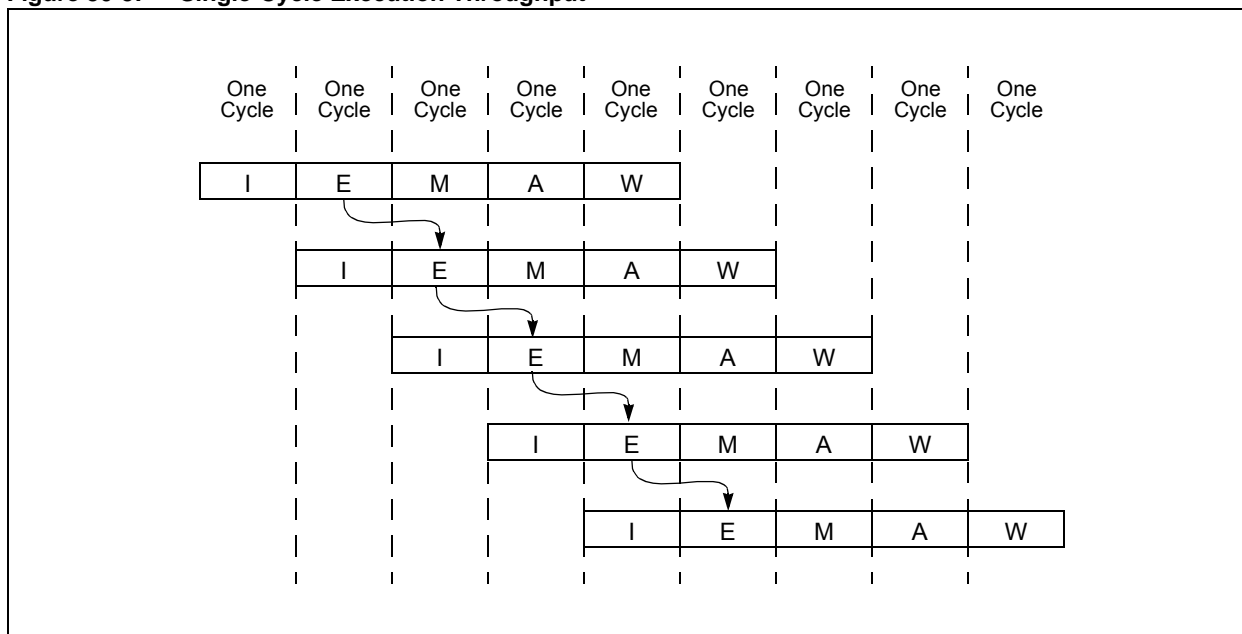 Figure Single-Cycle Execution Throughput
One One One One One One One One One
Cycle Cycle Cycle Cycle Cycle Cycle Cycle Cycle Cycle
I E M A W
I E M A W
I E M A W
I E M A W
I E M A W